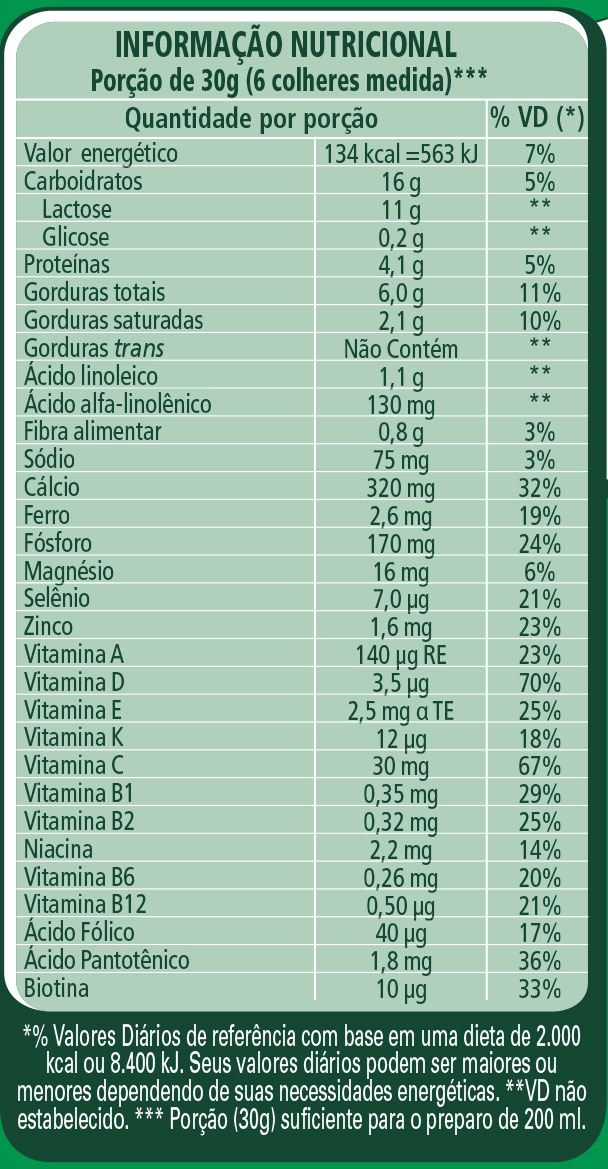 INFORMAÇÃO NUTRICIONAL
Porção de 30g (6 colheres medida)***
Quantidade por porção % VD (*)
Valor energético 134 kcal =563 kJ 7%
Carboidratos 16 g 5%
Lactose 11 g **
Glicose 0,2 g **
Proteínas 4,1 g 5%
Gorduras totais 6,0 g 11%
Gorduras saturadas 2,1 g 10%
Gorduras trans Não Contém **
Ácido linoleico 1,1 g **
Ácido alfa-linolênico 130 mg **
Fibra alimentar 0,8 g 3%
Sódio 75 mg 3%
Cálcio 320 mg 32%
Ferro 2,6 mg 19%
Fósforo 170 mg 24%
Magnésio 16 mg 6%
Selênio 7,0 µg 21%
Zinco 1,6 mg 23%
Vitamina A 140 µg RE 23%
Vitamina D 3,5 µg 70%
Vitamina E 2,5 mg α TE 25%
Vitamina K 12 µg 18%
Vitamina C 30 mg 67%
Vitamina B1 0,35 mg 29%
Vitamina B2 0,32 mg 25%
Niacina 2,2 mg 14%
Vitamina B6 0,26 mg 20%
Vitamina B12 0,50 µg 21%
Ácido Fólico 40 µg 17%
Ácido Pantotênico 1,8 mg 36%
Biotina 10 µg 33%
*% Valores Diários de referência com base em uma dieta de 2.000
kcal ou 8.400 kJ. Seus valores diários podem ser maiores ou
menores dependendo de suas necessidades energéticas. **VD não
estabelecido. *** Porção (30g) suficiente para o preparo de 200 ml.